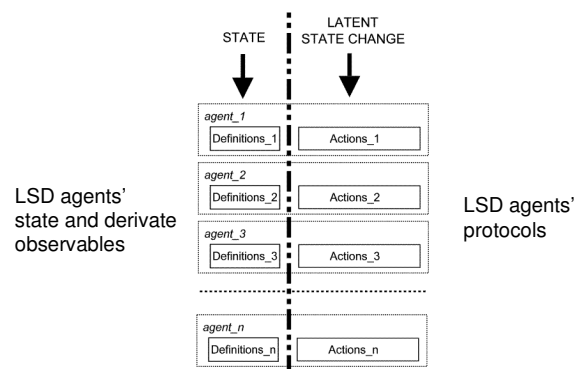 STATE
LATENT
STATE CHANGE
agent_1
Definitions_1
Actions_1
agent_2
Definitions_2
Actions_2
LSD agents'
state and derivate
observables
LSD agents'
protocols
agent_3
Definitions_3
Actions_3
agent_n
Definitions_n
Actions_n